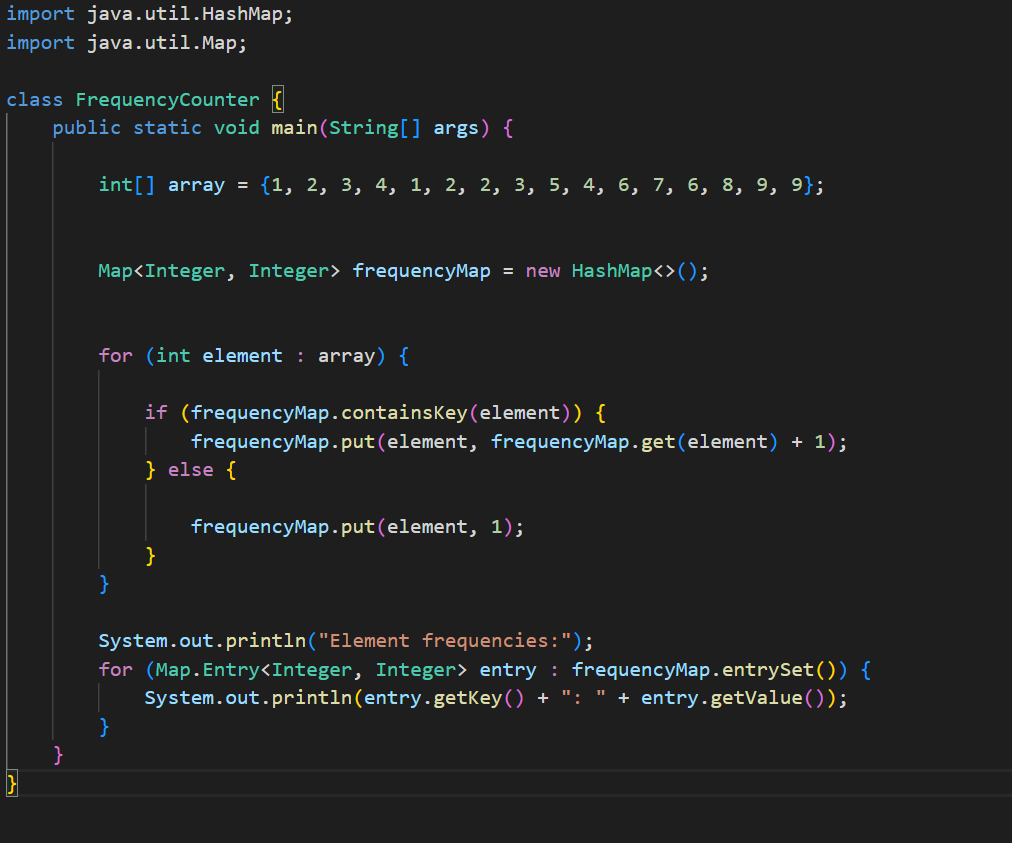 import java.util.HashMap;
import java.util.Map;
class FrequencyCounter {
    public static void main(String[] args) {
        int[] array = {1, 2, 3, 4, 1, 2, 2, 3, 5, 4, 6, 7, 6, 8, 9, 9};
        Map<Integer, Integer> frequencyMap = new HashMap<>();
        for (int element : array) {
            if (frequencyMap.containsKey(element)) {
                frequencyMap.put(element, frequencyMap.get(element) + 1);
            } else {
                frequencyMap.put(element, 1);
            }
        }
        System.out.println("Element frequencies:");
        for (Map.Entry<Integer, Integer> entry : frequencyMap.entrySet()) {
            System.out.println(entry.getKey() + ": " + entry.getValue());
        }
    }
}